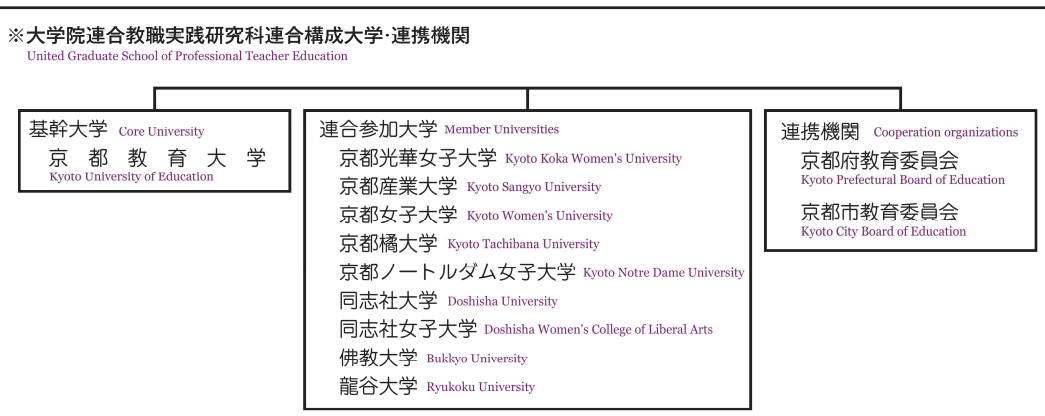 ※大学院連合教職実践研究科連合構成大学･連携機関
United Graduate School of Professional Teacher Education
基幹大学 Core University
京都教育大学
Kyoto University of Education
連合参加大学 Member Universities
京都光華女子大学 Kyoto Koka Women's University
京都産業大学 Kyoto Sangyo University
京都女子大学 Kyoto Women's University
京都橘大学 Kyoto Tachibana University
京都ノートルダム女子大学 Kyoto Notre Dame University
同志社大学 Doshisha University
同志社女子大学 Doshisha Women's College of Liberal Arts
佛教大学 Bukkyo University
龍谷大学 Ryukoku University
連携機関 Cooperation organizations
京都府教育委員会
Kyoto Prefectural Board of Education
京都市教育委員会
Kyoto City Board of Education